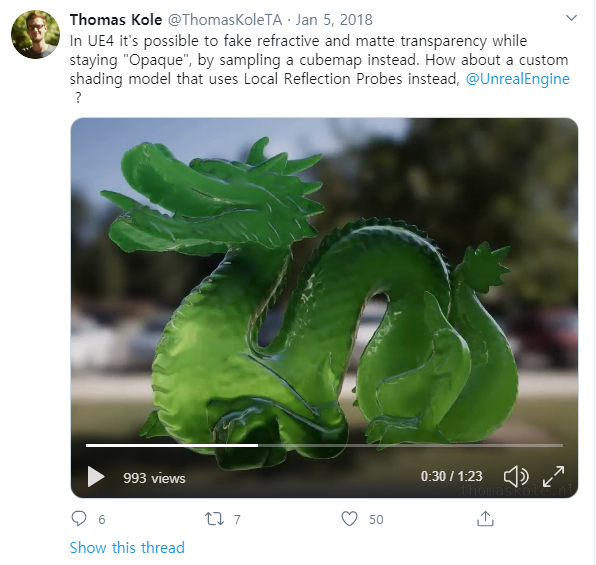 Thomas Kole @ThomasKoleTA · Jan 5, 2018
In UE4 it's possible to fake refractive and matte transparency while
staying "Opaque", by sampling a cubemap instead. How about a custom
shading model that uses Local Reflection Probes instead, @UnrealEngine
?
993 views
0:30 / 1:23
thomaskole.nl
6
7
50
Show this thread